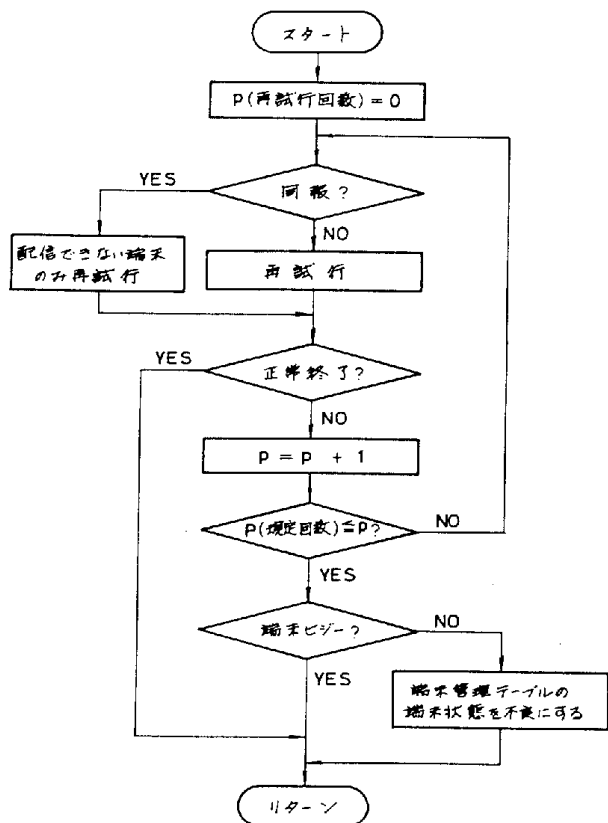 スタート
P(再試行回数)=0
YES
同報?
NO
配信できない端末
のみ再試行
再試行
YES
正常終了?
NO
P = P + 1
P(規定回数)≦P?
NO
YES
端末ビジー?
NO
YES
端末管理テーブルの
端末状態を不良にする
リターン